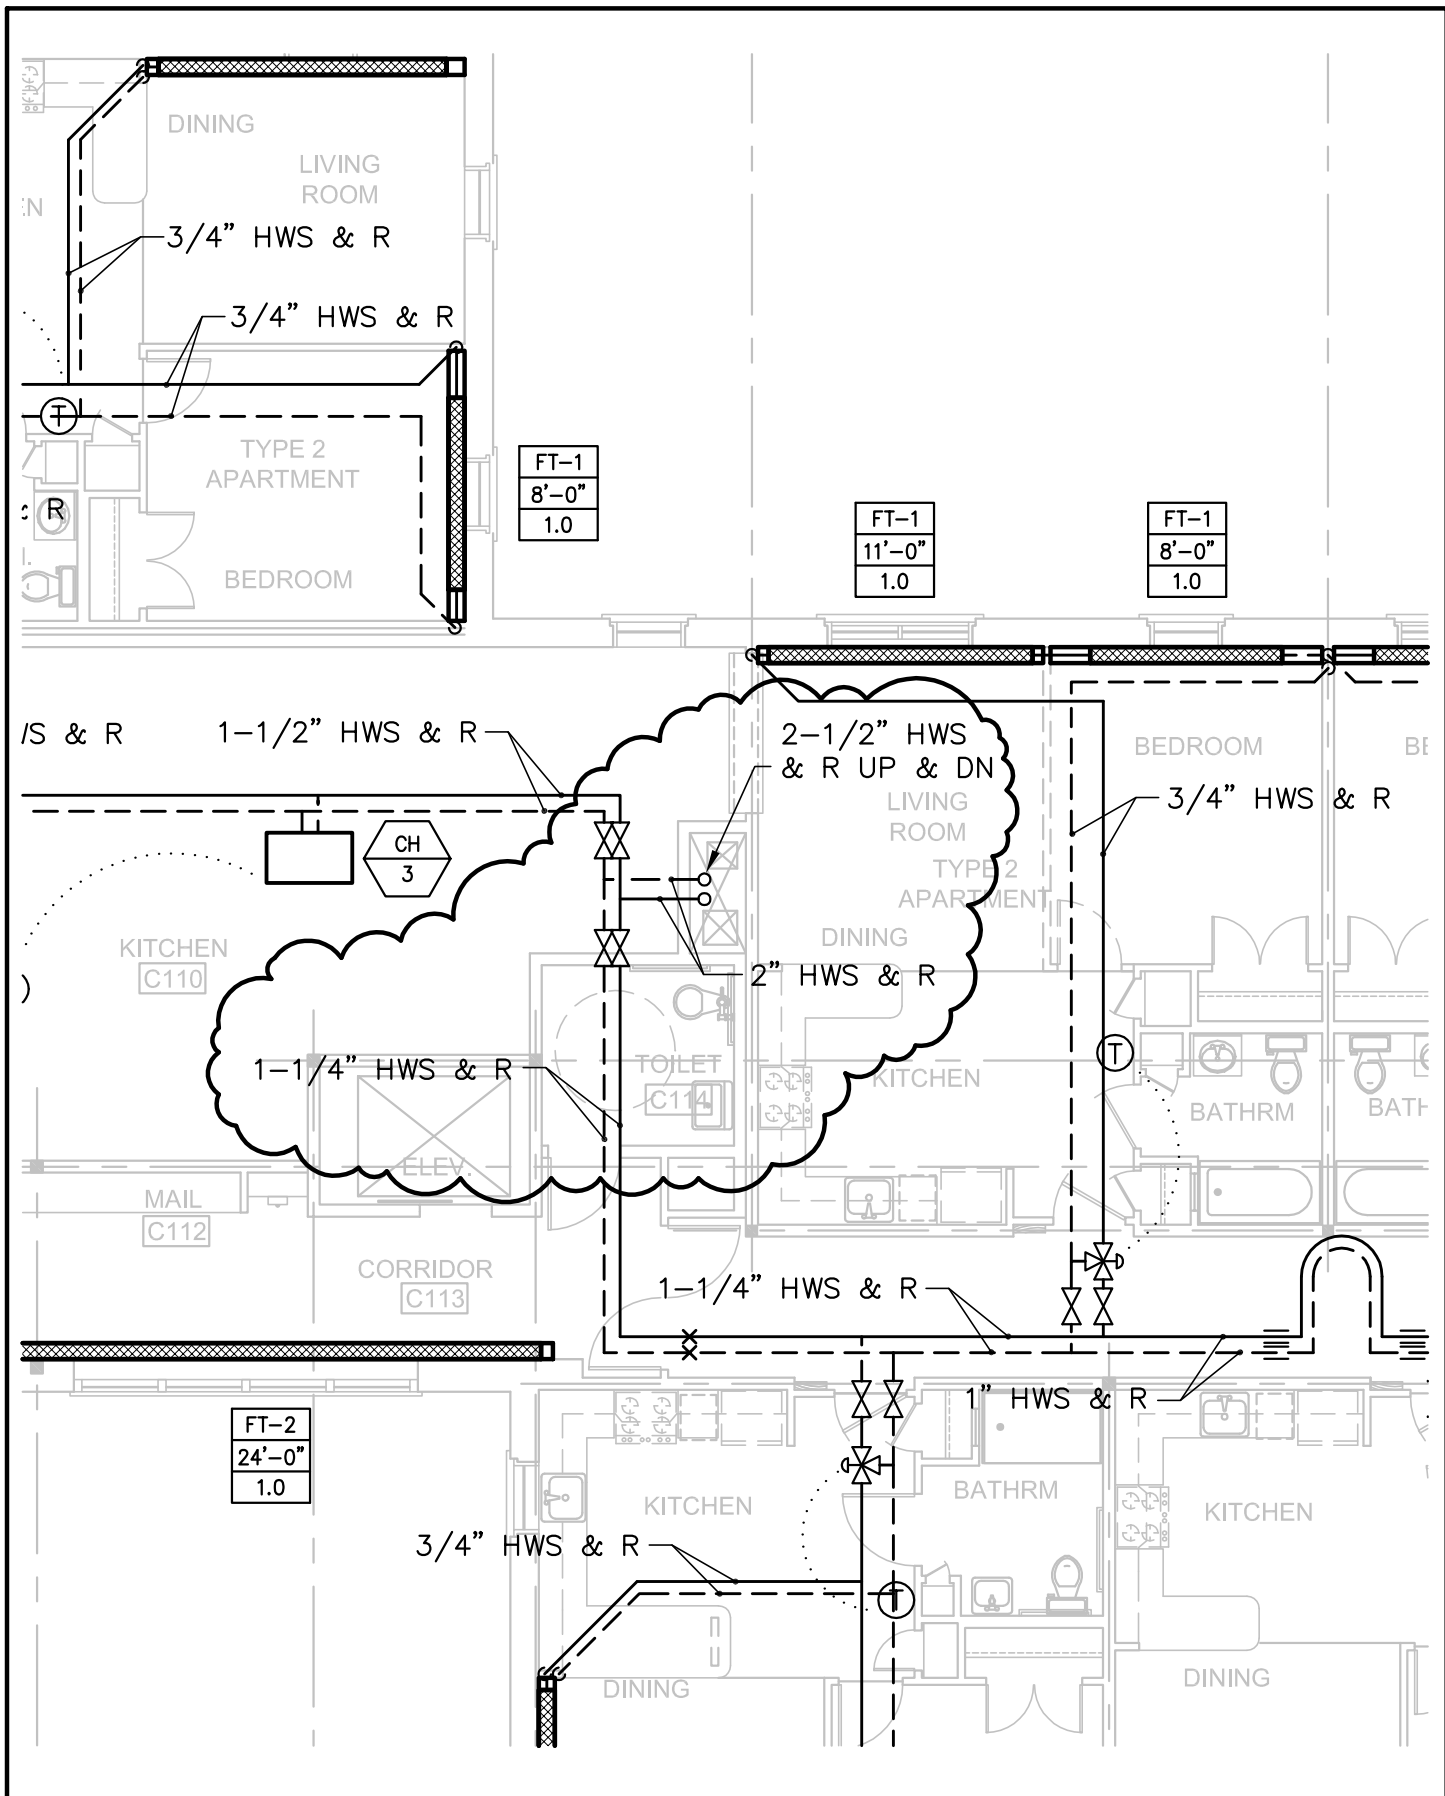 DINING
LIVING
ROOM
3/4" HWS & R
3/4" HWS & R
T
TYPE 2
APARTMENT
BEDROOM
& R
FT-1
8'-0"
1.0
FT-1
11'-0"
1.0
FT-1
8'-0"
1.0
/S & R
1-1/2" HWS & R
2-1/2" HWS
& R UP & DN
BEDROOM
3/4" HWS & R
LIVING
ROOM
TYPE 2
APARTMENT
CH
3
KITCHEN
C110
DINING
2" HWS & R
1-1/4" HWS & R
TOILET
C114
KITCHEN
T
BATHRM
BATH
ELEV.
MAIL
C112
CORRIDOR
C113
1-1/4" HWS & R
1" HWS & R
FT-2
24'-0"
1.0
KITCHEN
BATHRM
KITCHEN
3/4" HWS & R
T
DINING
DINING